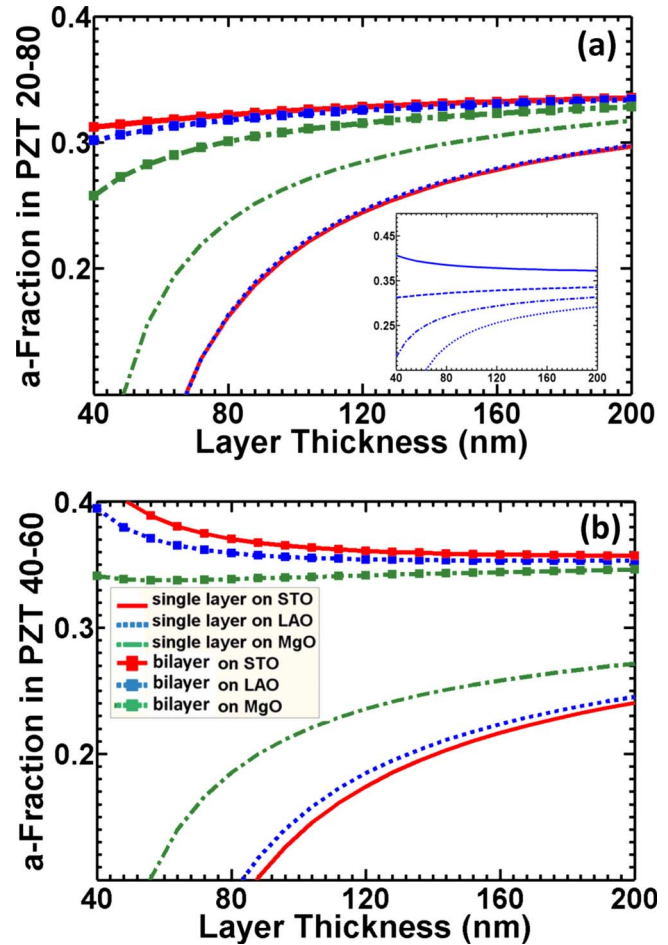 0.4
(a)
a-Fraction in PZT 20-80
0.3
0.2
0.45
0.35
0.25
40 80 120 160 200
40 80 120 160 200
Layer Thickness (nm)
0.4
(b)
a-Fraction in PZT 40-60
0.3
single layer on STO
single layer on LAO
single layer on MgO
bilayer on STO
bilayer on LAO
bilayer on MgO
0.2
40 80 120 160 200
Layer Thickness (nm)